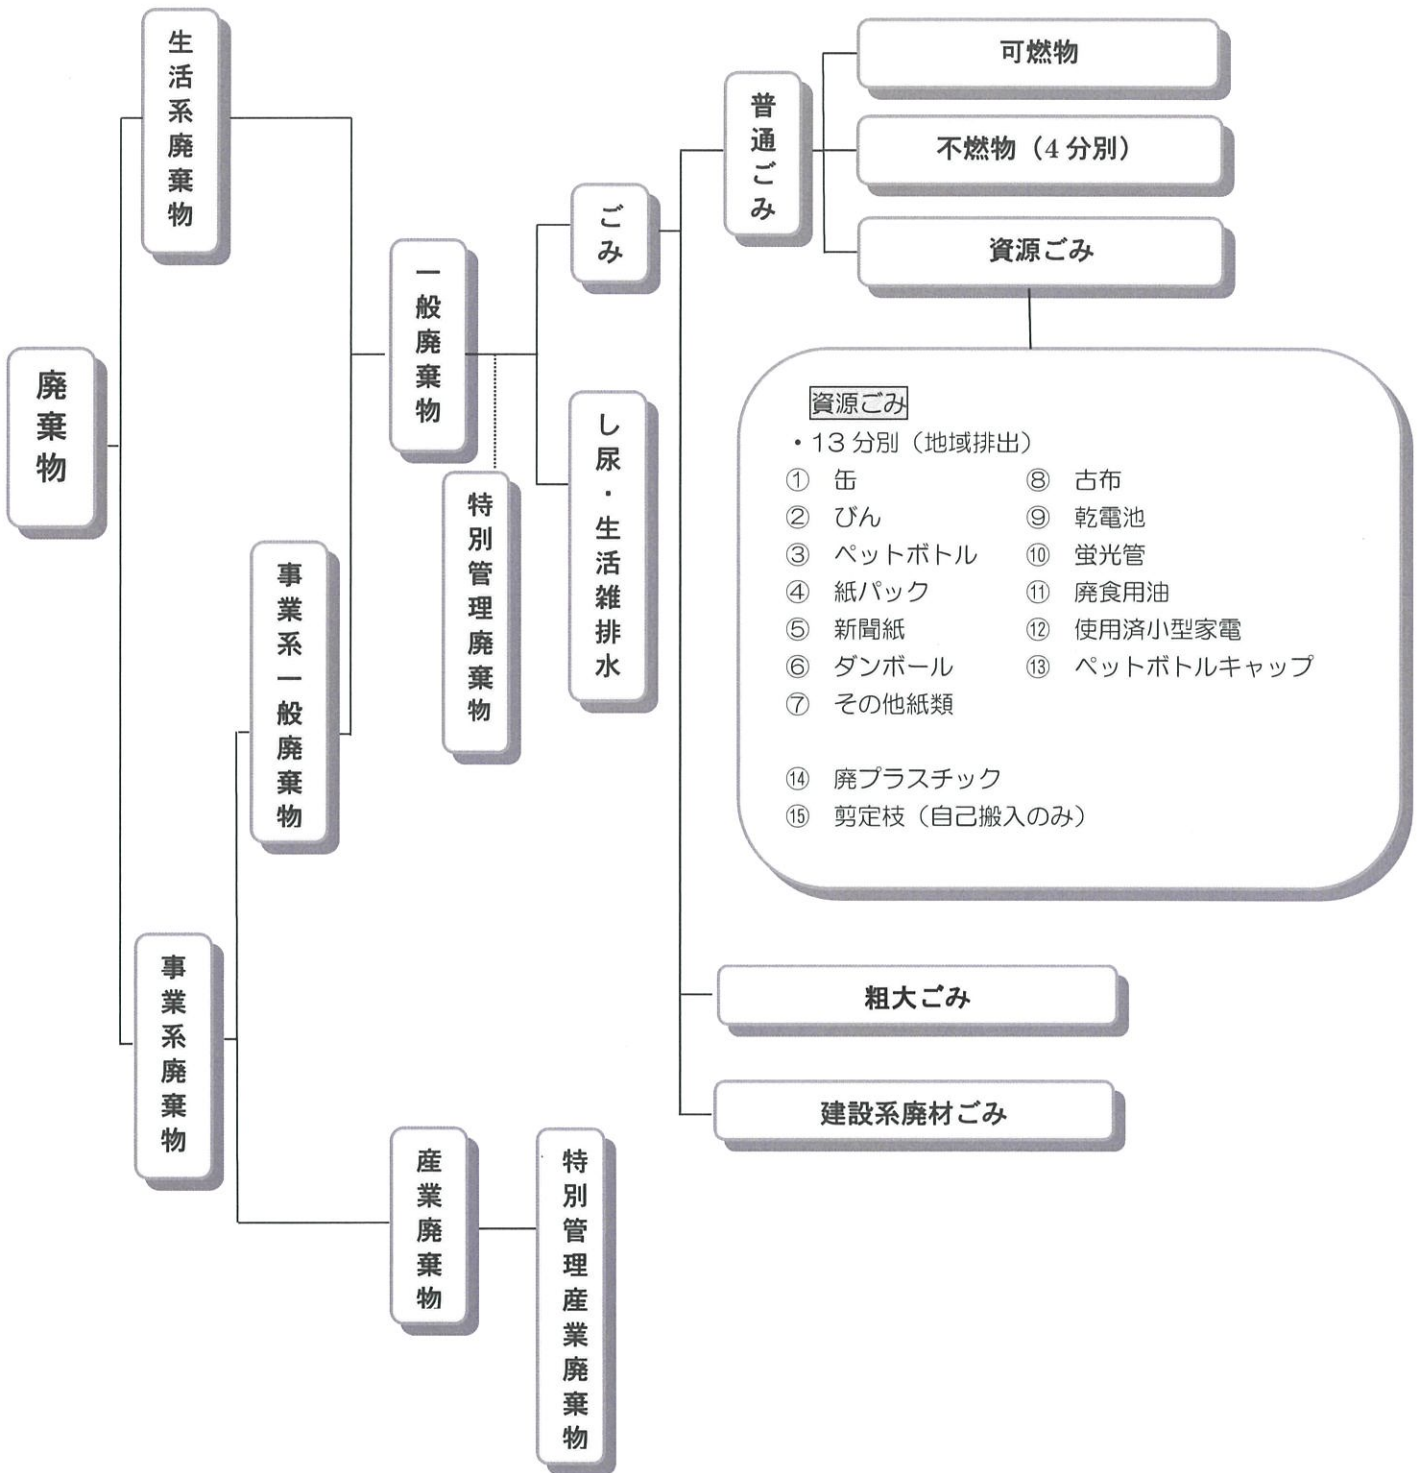 廃棄物
生活系廃棄物
事業系廃棄物
事業系一般廃棄物
一般廃棄物
特別管理廃棄物
産業廃棄物
特別管理産業廃棄物
ごみ
し尿・生活雑排水
普通ごみ
可燃物
不燃物（4分別）
資源ごみ
資源ごみ
・13分別（地域排出）
① 缶
② びん
③ ペットボトル
④ 紙パック
⑤ 新聞紙
⑥ ダンボール
⑦ その他紙類
⑧ 古布
⑨ 乾電池
⑩ 蛍光管
⑪ 廃食用油
⑫ 使用済小型家電
⑬ ペットボトルキャップ
⑭ 廃プラスチック
⑮ 剪定枝（自己搬入のみ）
粗大ごみ
建設系廃材ごみ